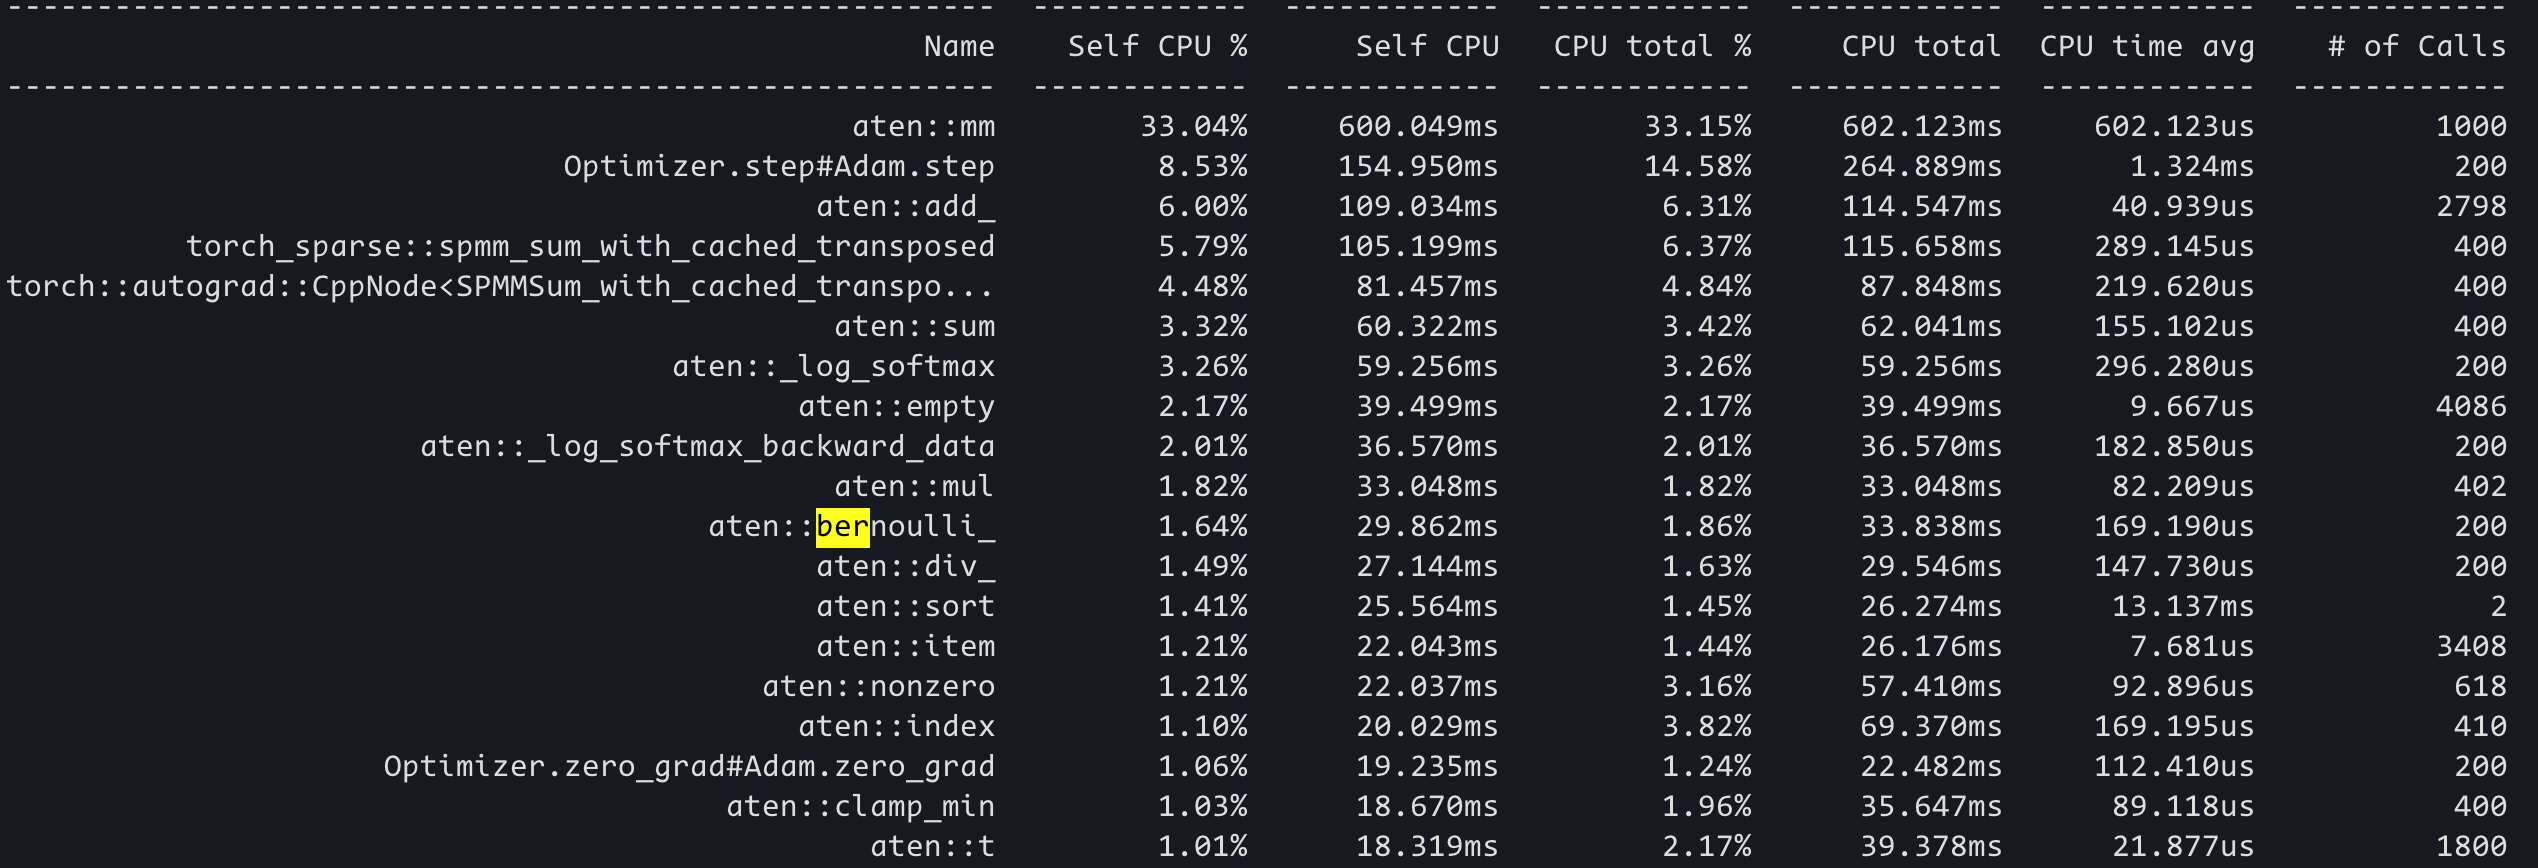 Name Self CPU % Self CPU CPU total % CPU total CPU time avg # of Calls
aten::mm 33.04% 600.049ms 33.15% 602.123ms 602.123us 1000
Optimizer.step#Adam.step 8.53% 154.950ms 14.58% 264.889ms 1.324ms 200
aten::add_ 6.00% 109.034ms 6.31% 114.547ms 40.939us 2798
torch_sparse::spmm_sum_with_cached_transposed 5.79% 105.199ms 6.37% 115.658ms 289.145us 400
torch::autograd::CppNode<SPMMSum_with_cached_transpo... 4.48% 81.457ms 4.84% 87.848ms 219.620us 400
aten::sum 3.32% 60.322ms 3.42% 62.041ms 155.102us 400
aten::_log_softmax 3.26% 59.256ms 3.26% 59.256ms 296.280us 200
aten::empty 2.17% 39.499ms 2.17% 39.499ms 9.667us 4086
aten::_log_softmax_backward_data 2.01% 36.570ms 2.01% 36.570ms 182.850us 200
aten::mul 1.82% 33.048ms 1.82% 33.048ms 82.209us 402
aten::bernoulli_ 1.64% 29.862ms 1.86% 33.838ms 169.190us 200
aten::div_ 1.49% 27.144ms 1.63% 29.546ms 147.730us 200
aten::sort 1.41% 25.564ms 1.45% 26.274ms 13.137ms 2
aten::item 1.21% 22.043ms 1.44% 26.176ms 7.681us 3408
aten::nonzero 1.21% 22.037ms 3.16% 57.410ms 92.896us 618
aten::index 1.10% 20.029ms 3.82% 69.370ms 169.195us 410
Optimizer.zero_grad#Adam.zero_grad 1.06% 19.235ms 1.24% 22.482ms 112.410us 200
aten::clamp_min 1.03% 18.670ms 1.96% 35.647ms 89.118us 400
aten::t 1.01% 18.319ms 2.17% 39.378ms 21.877us 1800